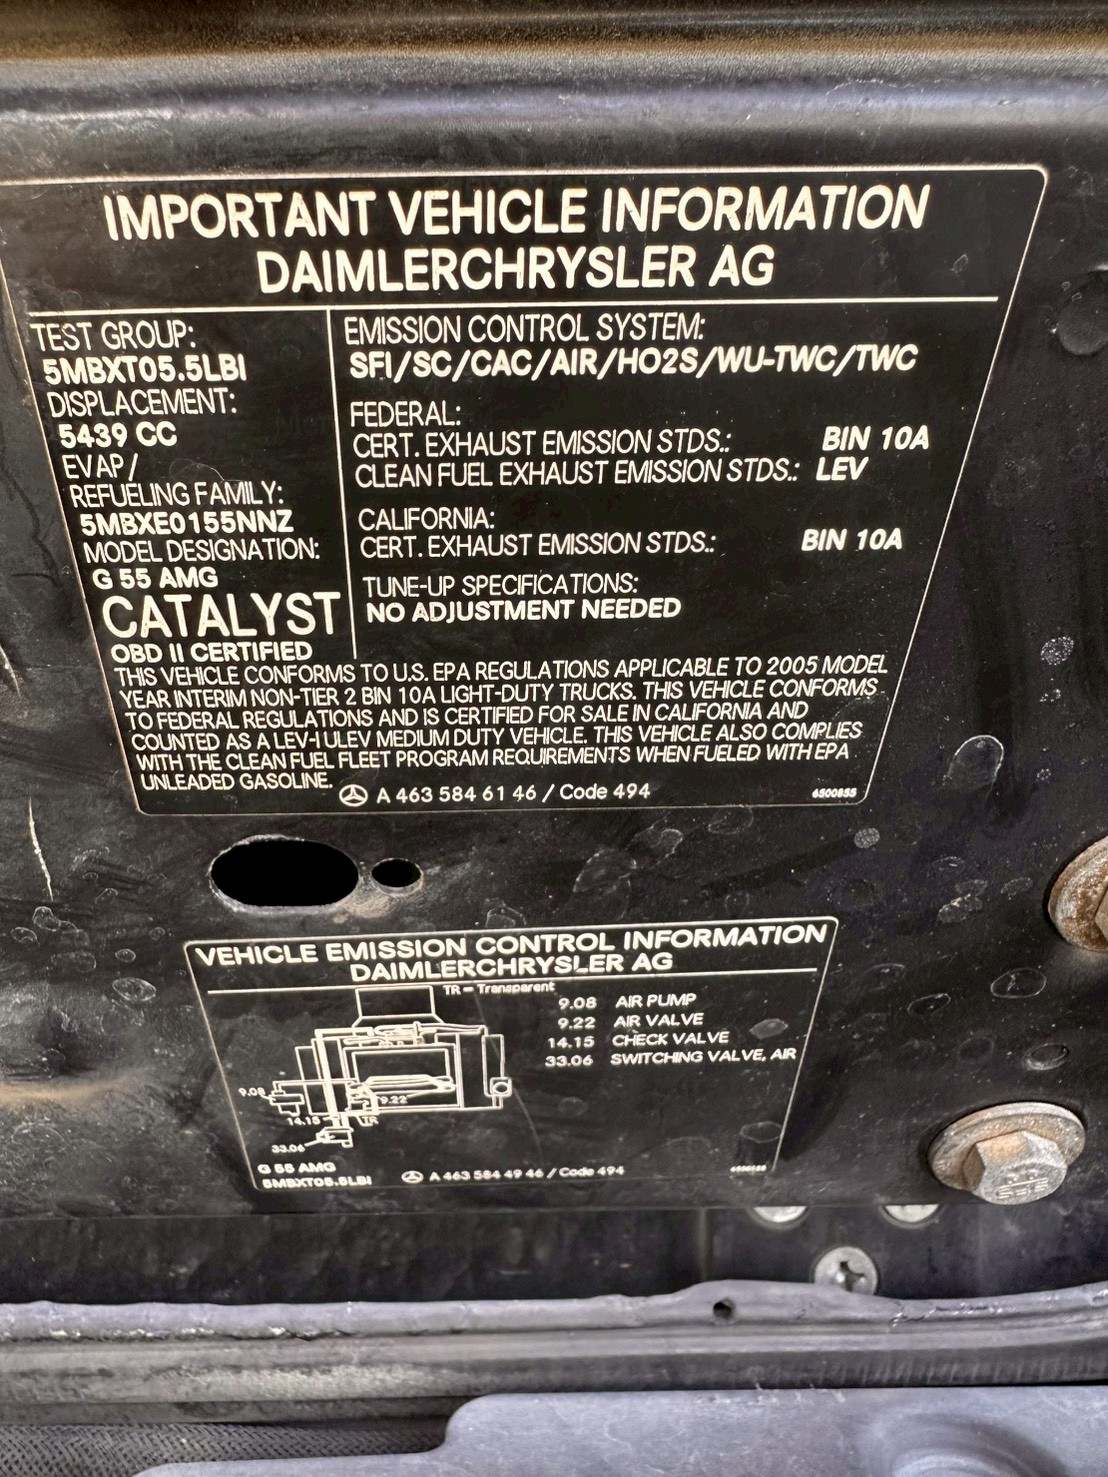 IMPORTANT VEHICLE INFORMATION
DAIMLERCHRYSLER AG
TEST GROUP:
5MBXT05.5LBI
DISPLACEMENT:
5439 CC
EVAP/
REFUELING FAMILY:
5MBXE0155NNZ
MODEL DESIGNATION:
G 55 AMG
CATALYST
OBD II CERTIFIED
EMISSION CONTROL SYSTEM:
SFI/SC/CAC/AIR/HO2S/WU-TWC/TWC
FEDERAL:
CERT. EXHAUST EMISSION STDS.: BIN 10A
CLEAN FUEL EXHAUST EMISSION STDS.: LEV
CALIFORNIA:
CERT. EXHAUST EMISSION STDS.: BIN 10A
TUNE-UP SPECIFICATIONS:
NO ADJUSTMENT NEEDED
THIS VEHICLE CONFORMS TO U.S. EPA REGULATIONS APPLICABLE TO 2005 MODEL
YEAR INTERIM NON-TIER 2 BIN 10A LIGHT-DUTY TRUCKS. THIS VEHICLE CONFORMS
TO FEDERAL REGULATIONS AND IS CERTIFIED FOR SALE IN CALIFORNIA AND
COUNTED AS A LEV-I ULEV MEDIUM DUTY VEHICLE. THIS VEHICLE ALSO COMPLIES
WITH THE CLEAN FUEL FLEET PROGRAM REQUIREMENTS WHEN FUELED WITH EPA
UNLEADED GASOLINE.
A 463 584 61 46 / Code 494
6500855
VEHICLE EMISSION CONTROL INFORMATION
DAIMLERCHRYSLER AG
TR - Transparent
9.08 AIR PUMP
9.22 AIR VALVE
14.15 CHECK VALVE
33.06 SWITCHING VALVE, AIR
9.08
9.22
14.15
TR
33.06
G 55 AMG
5MBXT05.5LBI
A 463 584 49 46 / Code 494